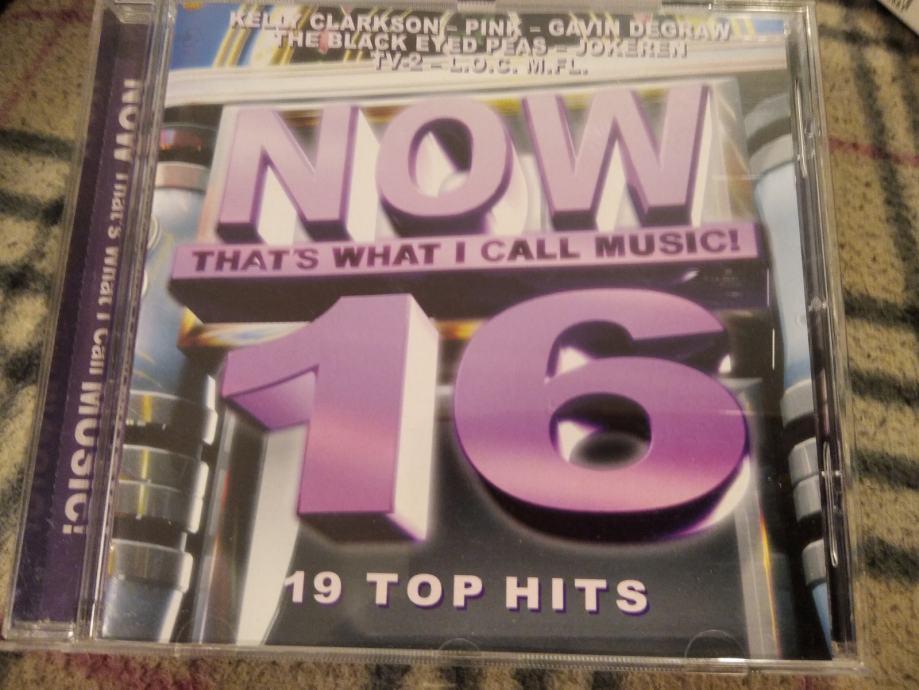 KELLY CLARKSON – PINK – GAVIN DEGRAW
THE BLACK EYED PEAS – JOKEREN
TV-2 – L.O.C. M.FL.
NOW
THAT'S WHAT I CALL MUSIC!
16
19 TOP HITS
NOW That's What I Call MUSIC!